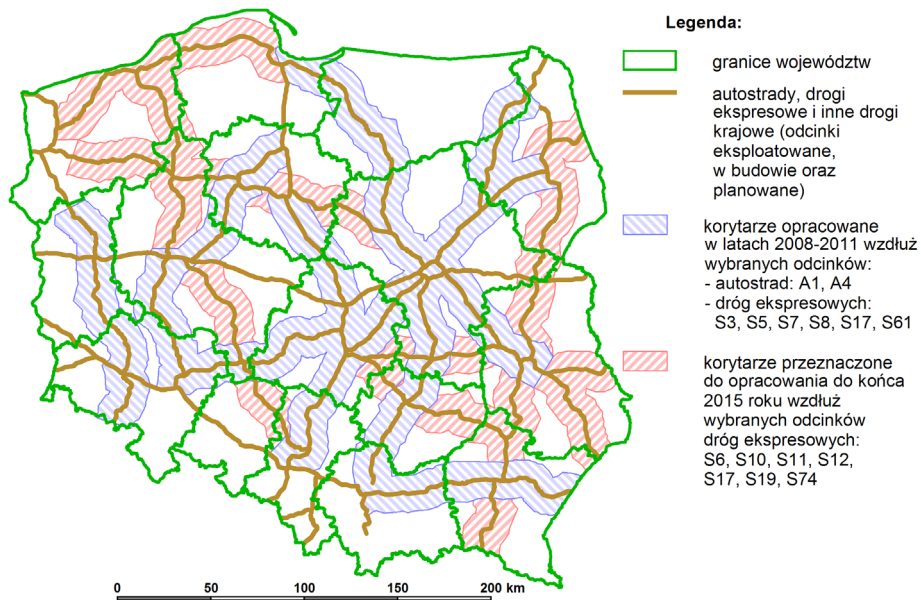 Legenda:
granice województw
autostrady, drogi
ekspresowe i inne drogi
krajowe (odcinki
eksploatowane,
w budowie oraz
planowane)
korytarze opracowane
w latach 2008-2011 wzdłuż
wybranych odcinków:
- autostrad: A1, A4
- dróg ekspresowych:
S3, S5, S7, S8, S17, S61
korytarze przeznaczone
do opracowania do końca
2015 roku wzdłuż
wybranych odcinków
dróg ekspresowych:
S6, S10, S11, S12,
S17, S19, S74
0 50 100 150 200 km